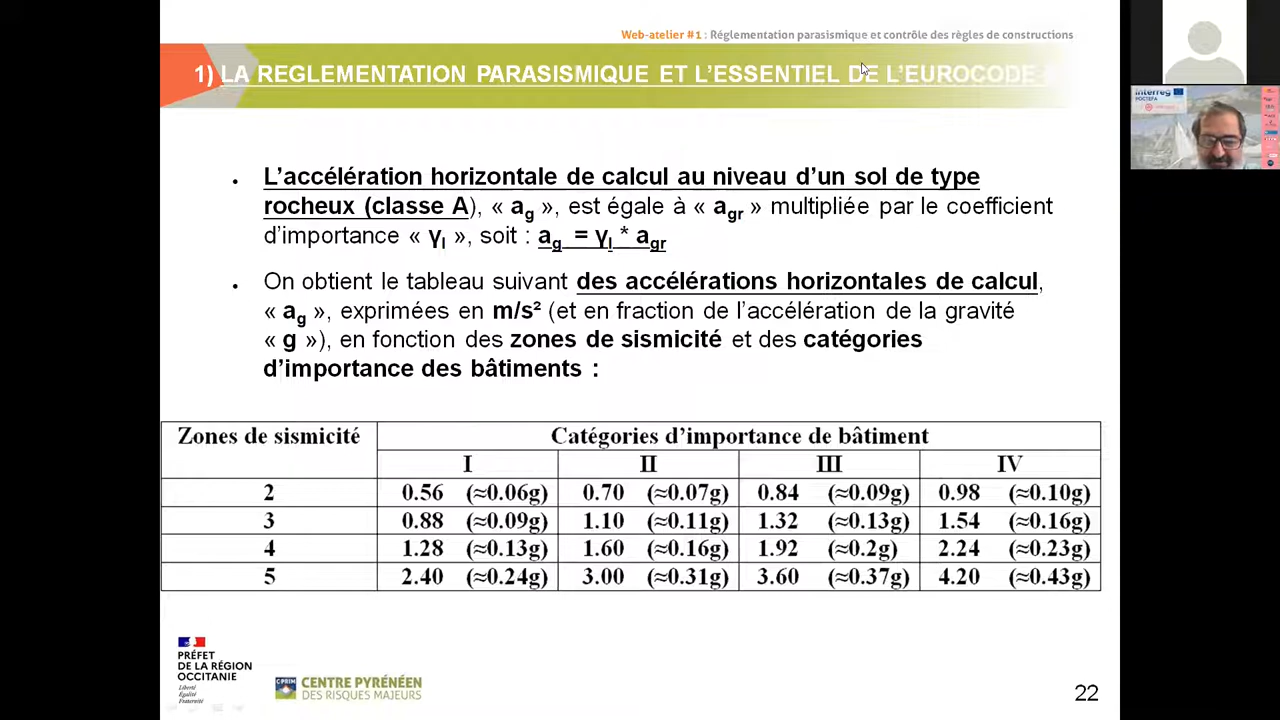 Web-atelier #1 : Réglementation parasismique et contrôle des règles de constructions
1) LA REGLEMENTATION PARASISMIQUE ET L’ESSENTIEL DE L’EUROCODE
• L’accélération horizontale de calcul au niveau d’un sol de type
rocheux (classe A), « ag », est égale à « agr » multipliée par le coefficient
d’importance « γI », soit : ag = γI * agr
• On obtient le tableau suivant des accélérations horizontales de calcul,
« ag », exprimées en m/s² (et en fraction de l’accélération de la gravité
« g »), en fonction des zones de sismicité et des catégories
d’importance des bâtiments :
Zones de sismicité Catégories d’importance de bâtiment
I II III IV
2 0.56 (≈0.06g) 0.70 (≈0.07g) 0.84 (≈0.09g) 0.98 (≈0.10g)
3 0.88 (≈0.09g) 1.10 (≈0.11g) 1.32 (≈0.13g) 1.54 (≈0.16g)
4 1.28 (≈0.13g) 1.60 (≈0.16g) 1.92 (≈0.2g) 2.24 (≈0.23g)
5 2.40 (≈0.24g) 3.00 (≈0.31g) 3.60 (≈0.37g) 4.20 (≈0.43g)
PRÉFET
DE LA RÉGION
OCCITANIE
Liberté
Égalité
Fraternité
CPRIM
CENTRE PYRÉNÉEN
DES RISQUES MAJEURS
22
Interreg
POCTEFA